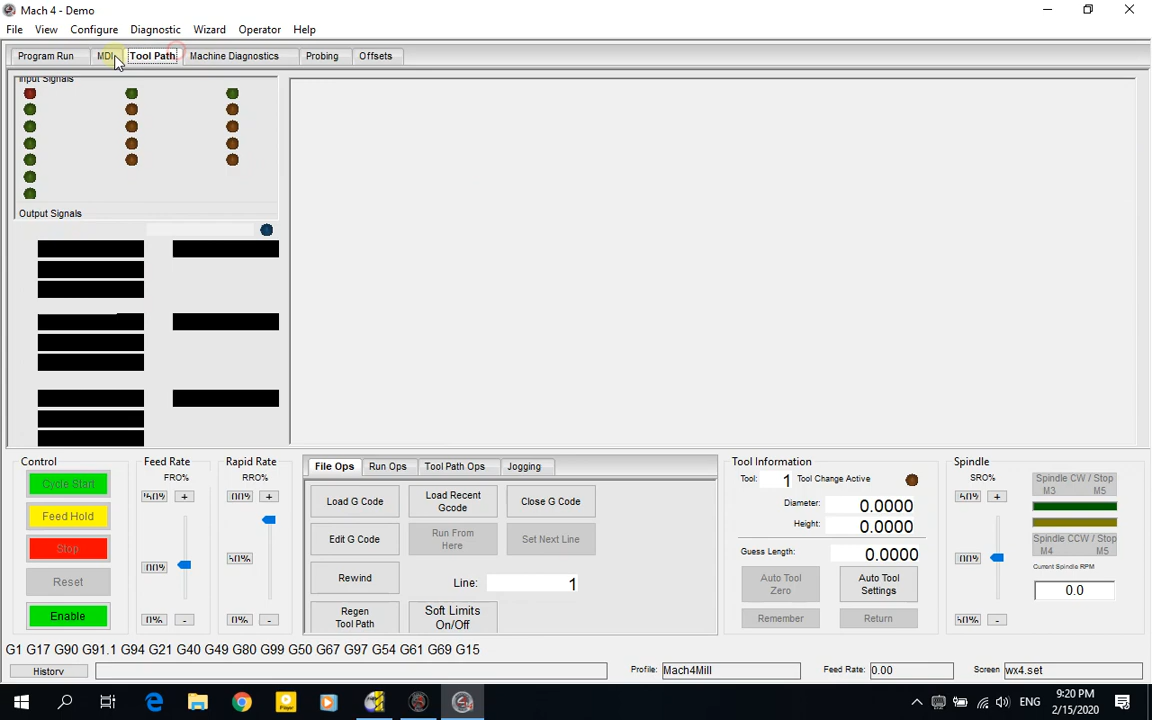 Mach 4 - Demo
File View Configure Diagnostic Wizard Operator Help
Program Run MDI Tool Path Machine Diagnostics Probing Offsets
Input Signals
Output Signals
Control
Cycle Start
Feed Hold
Stop
Reset
Enable
Feed Rate
FRO%
0%
Rapid Rate
RRO%
50%
0%
File Ops Run Ops Tool Path Ops Jogging
Load G Code
Load Recent Gcode
Close G Code
Edit G Code
Run From Here
Set Next Line
Rewind
Line: 1
Regen Tool Path
Soft Limits On/Off
Tool Information
Tool: 1 Tool Change Active
Diameter: 0.0000
Height: 0.0000
Guess Length: 0.0000
Auto Tool Zero
Auto Tool Settings
Remember
Return
Spindle
SRO%
50%
Spindle CW / Stop
M3 M5
Spindle CCW / Stop
M4 M5
Current Spindle RPM
0.0
G1 G17 G90 G91.1 G94 G21 G40 G49 G80 G99 G50 G67 G97 G54 G61 G69 G15
History
Profile: Mach4Mill Feed Rate: 0.00 Screen wx4.set
ENG
9:20 PM
2/15/2020